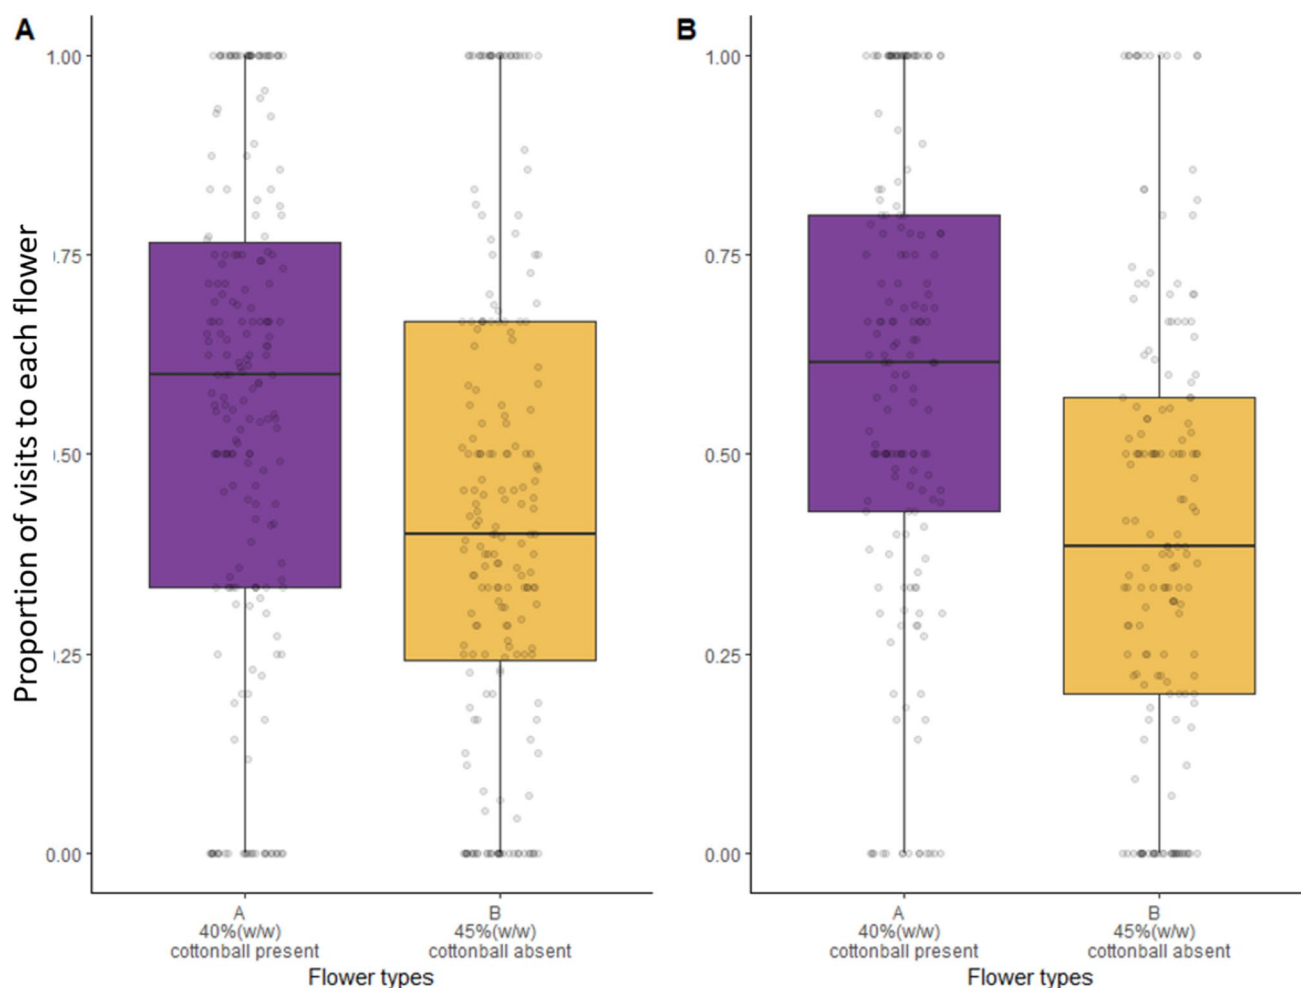 A
B
Proportion of visits to each flower
1.00
.75
.50
.25
0.00
1.00
0.75
0.50
0.25
0.00
A
40%(w/w)
cottonball present
B
45%(w/w)
cottonball absent
A
40%(w/w)
cottonball present
B
45%(w/w)
cottonball absent
Flower types
Flower types